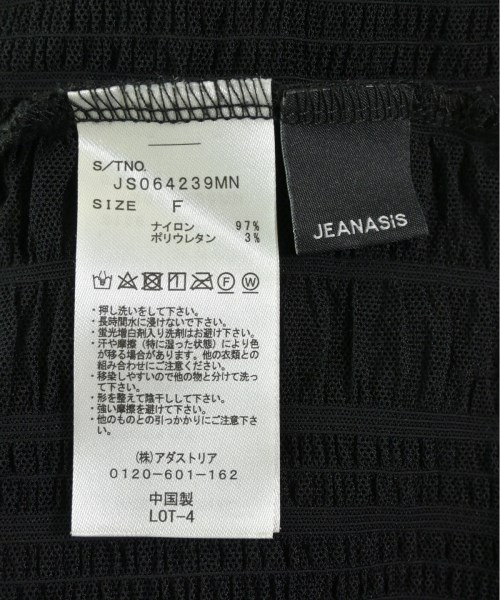 S/TNO.
JS064239MN
SIZE F
ナイロン 97%
ポリウレタン 3%
Ⓕ Ⓦ
・押し洗いをして下さい。
・長時間水に浸けないで下さい。
・蛍光増白剤入り洗剤はお避け下さい。
・汗や摩擦（特に湿った状態）により色
が移る場合があります。他の衣類との
組み合わせにご注意ください。
・移染しやすいので他の物と分けて洗っ
て下さい。
・形を整えて陰干しして下さい。
・強い摩擦を避けて下さい。
・他のものとの引っかかりにご注意下さ
い。
(株)アダストリア
0120-601-162
中国製
LOT-4
JEANASiS